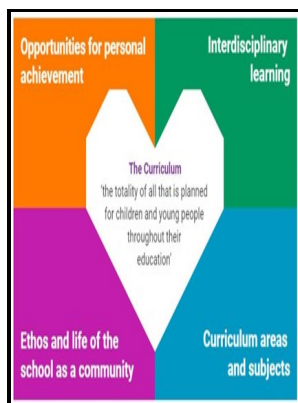 Opportunities for personal
achievement
Interdisciplinary
learning
The Curriculum
'the totality of all that is planned
for children and young people
throughout their
education'
Ethos and life of the
school as a community
Curriculum areas
and subjects